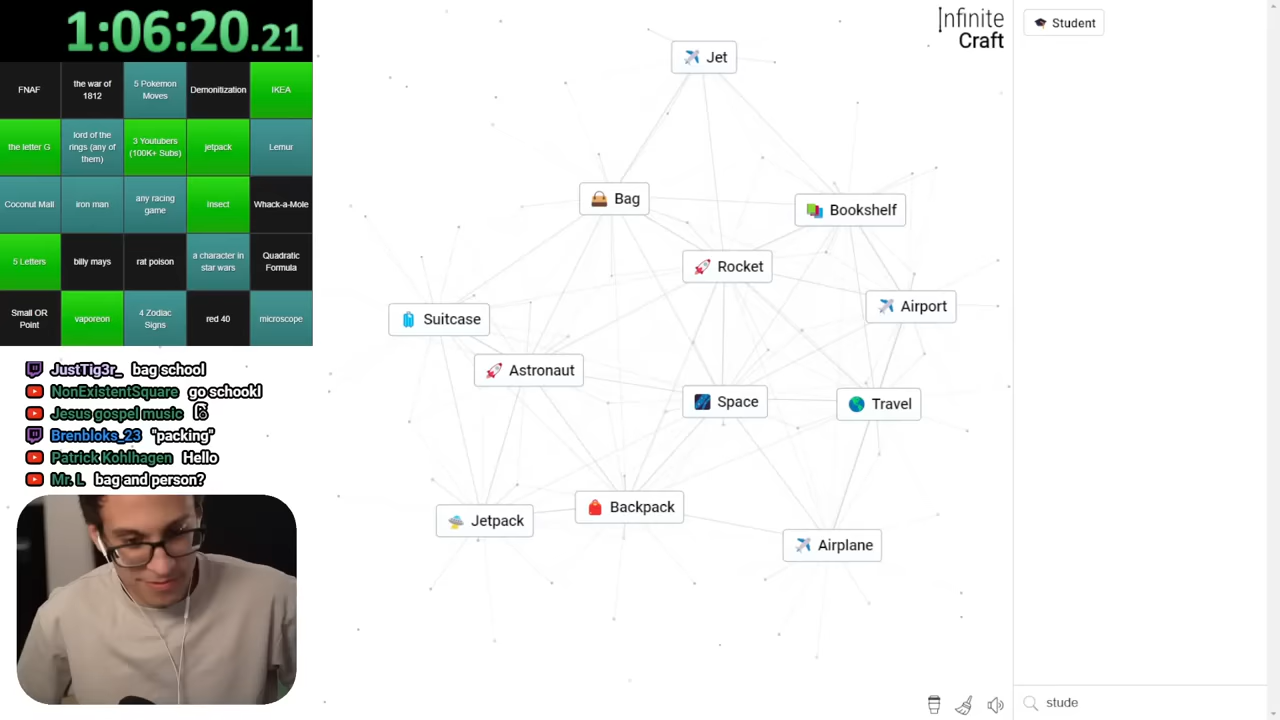 1:06:20.21
FNAF
the war of
1812
5 Pokemon
Moves
Demonitization
IKEA
the letter G
lord of the
rings (any of
them)
3 Youtubers
(100K+ Subs)
jetpack
Lemur
Coconut Mall
iron man
any racing
game
Insect
Whack-a-Mole
5 Letters
billy mays
rat poison
a character in
star wars
Quadratic
Formula
Small OR
Point
vaporeon
4 Zodiac
Signs
red 40
microscope
JustTig3r_ bag school
NonExistentSquare go schook!
Jesus gospel music
Brenbloks_23 "packing"
Patrick Kohlhagen Hello
Mr. L bag and person?
Infinite
Craft
Jet
Bag
Bookshelf
Rocket
Airport
Suitcase
Astronaut
Space
Travel
Backpack
Jetpack
Airplane
Student
stude